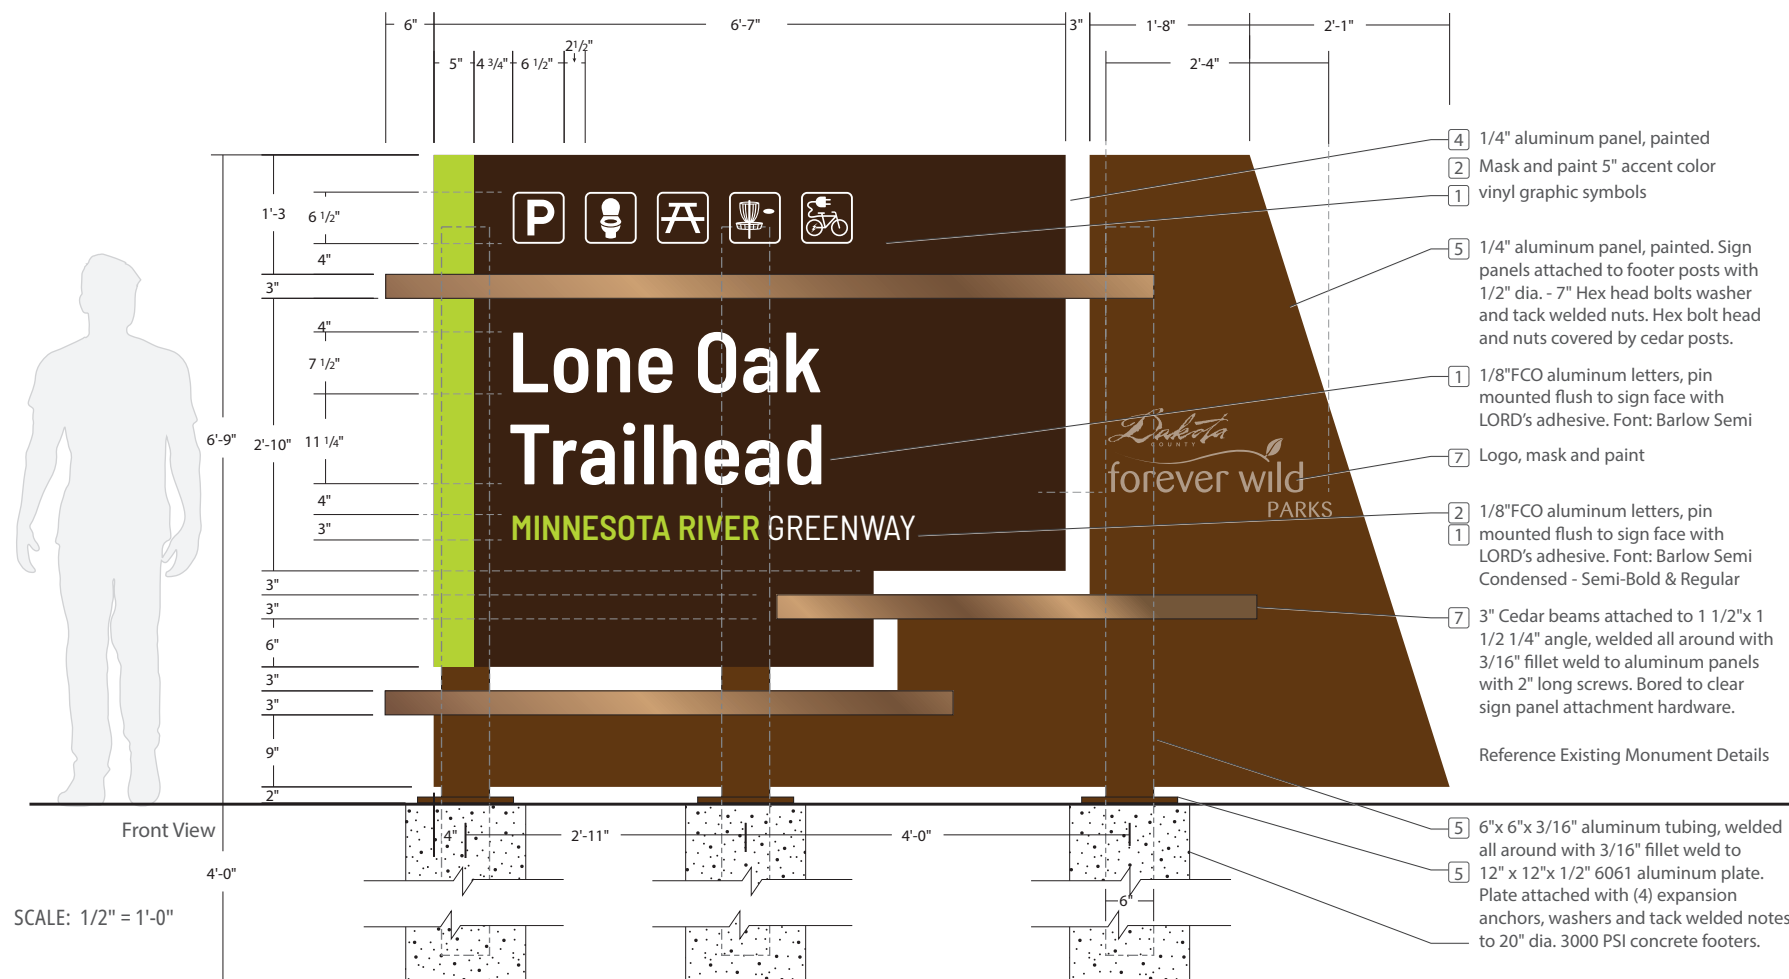 6"
6'-7"
3"
1'-8"
2'-1"
5"
4 3/4"
6 1/2"
2 1/2"
2'-4"
4 1/4" aluminum panel, painted
2 Mask and paint 5" accent color
1 vinyl graphic symbols
5 1/4" aluminum panel, painted. Sign
panels attached to footer posts with
1/2" dia. - 7" Hex head bolts washer
and tack welded nuts. Hex bolt head
and nuts covered by cedar posts.
1 1/8"FCO aluminum letters, pin
mounted flush to sign face with
LORD's adhesive. Font: Barlow Semi
7 Logo, mask and paint
2 1/8"FCO aluminum letters, pin
1 mounted flush to sign face with
LORD's adhesive. Font: Barlow Semi
Condensed - Semi-Bold & Regular
7 3" Cedar beams attached to 1 1/2"x 1
1/2 1/4" angle, welded all around with
3/16" fillet weld to aluminum panels
with 2" long screws. Bored to clear
sign panel attachment hardware.
Reference Existing Monument Details
5 6"x 6"x 3/16" aluminum tubing, welded
all around with 3/16" fillet weld to
5 12" x 12"x 1/2" 6061 aluminum plate.
Plate attached with (4) expansion
anchors, washers and tack welded notes
to 20" dia. 3000 PSI concrete footers.
P
Lone Oak
Trailhead
MINNESOTA RIVER GREENWAY
Dakota
COUNTY
forever wild
PARKS
6'-9"
4'-0"
1'-3
3"
2'-10"
3"
3"
6"
3"
3"
9"
2"
6 1/2"
4"
4"
7 1/2"
11 1/4"
4"
3"
4"
2'-11"
4'-0"
6"
Front View
SCALE: 1/2" = 1'-0"